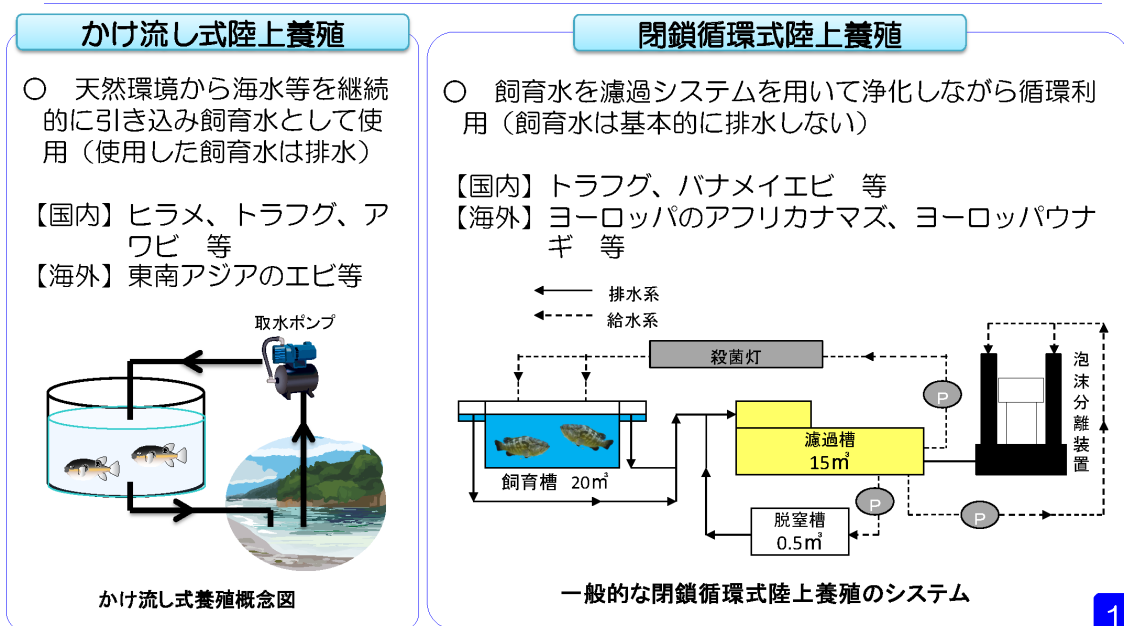 かけ流し式陸上養殖
○ 天然環境から海水等を継続
的に引き込み飼育水として使
用（使用した飼育水は排水）
【国内】ヒラメ、トラフグ、ア
ワビ 等
【海外】東南アジアのエビ等
取水ポンプ
かけ流し式養殖概念図
閉鎖循環式陸上養殖
○ 飼育水を濾過システムを用いて浄化しながら循環利
用（飼育水は基本的に排水しない）
【国内】トラフグ、バナメイエビ 等
【海外】ヨーロッパのアフリカナマズ、ヨーロッパウナ
ギ 等
排水系
給水系
殺菌灯
P
泡沫分離装置
濾過槽
15㎥
飼育槽 20㎥
P
P
脱窒槽
0.5㎥
一般的な閉鎖循環式陸上養殖のシステム
1